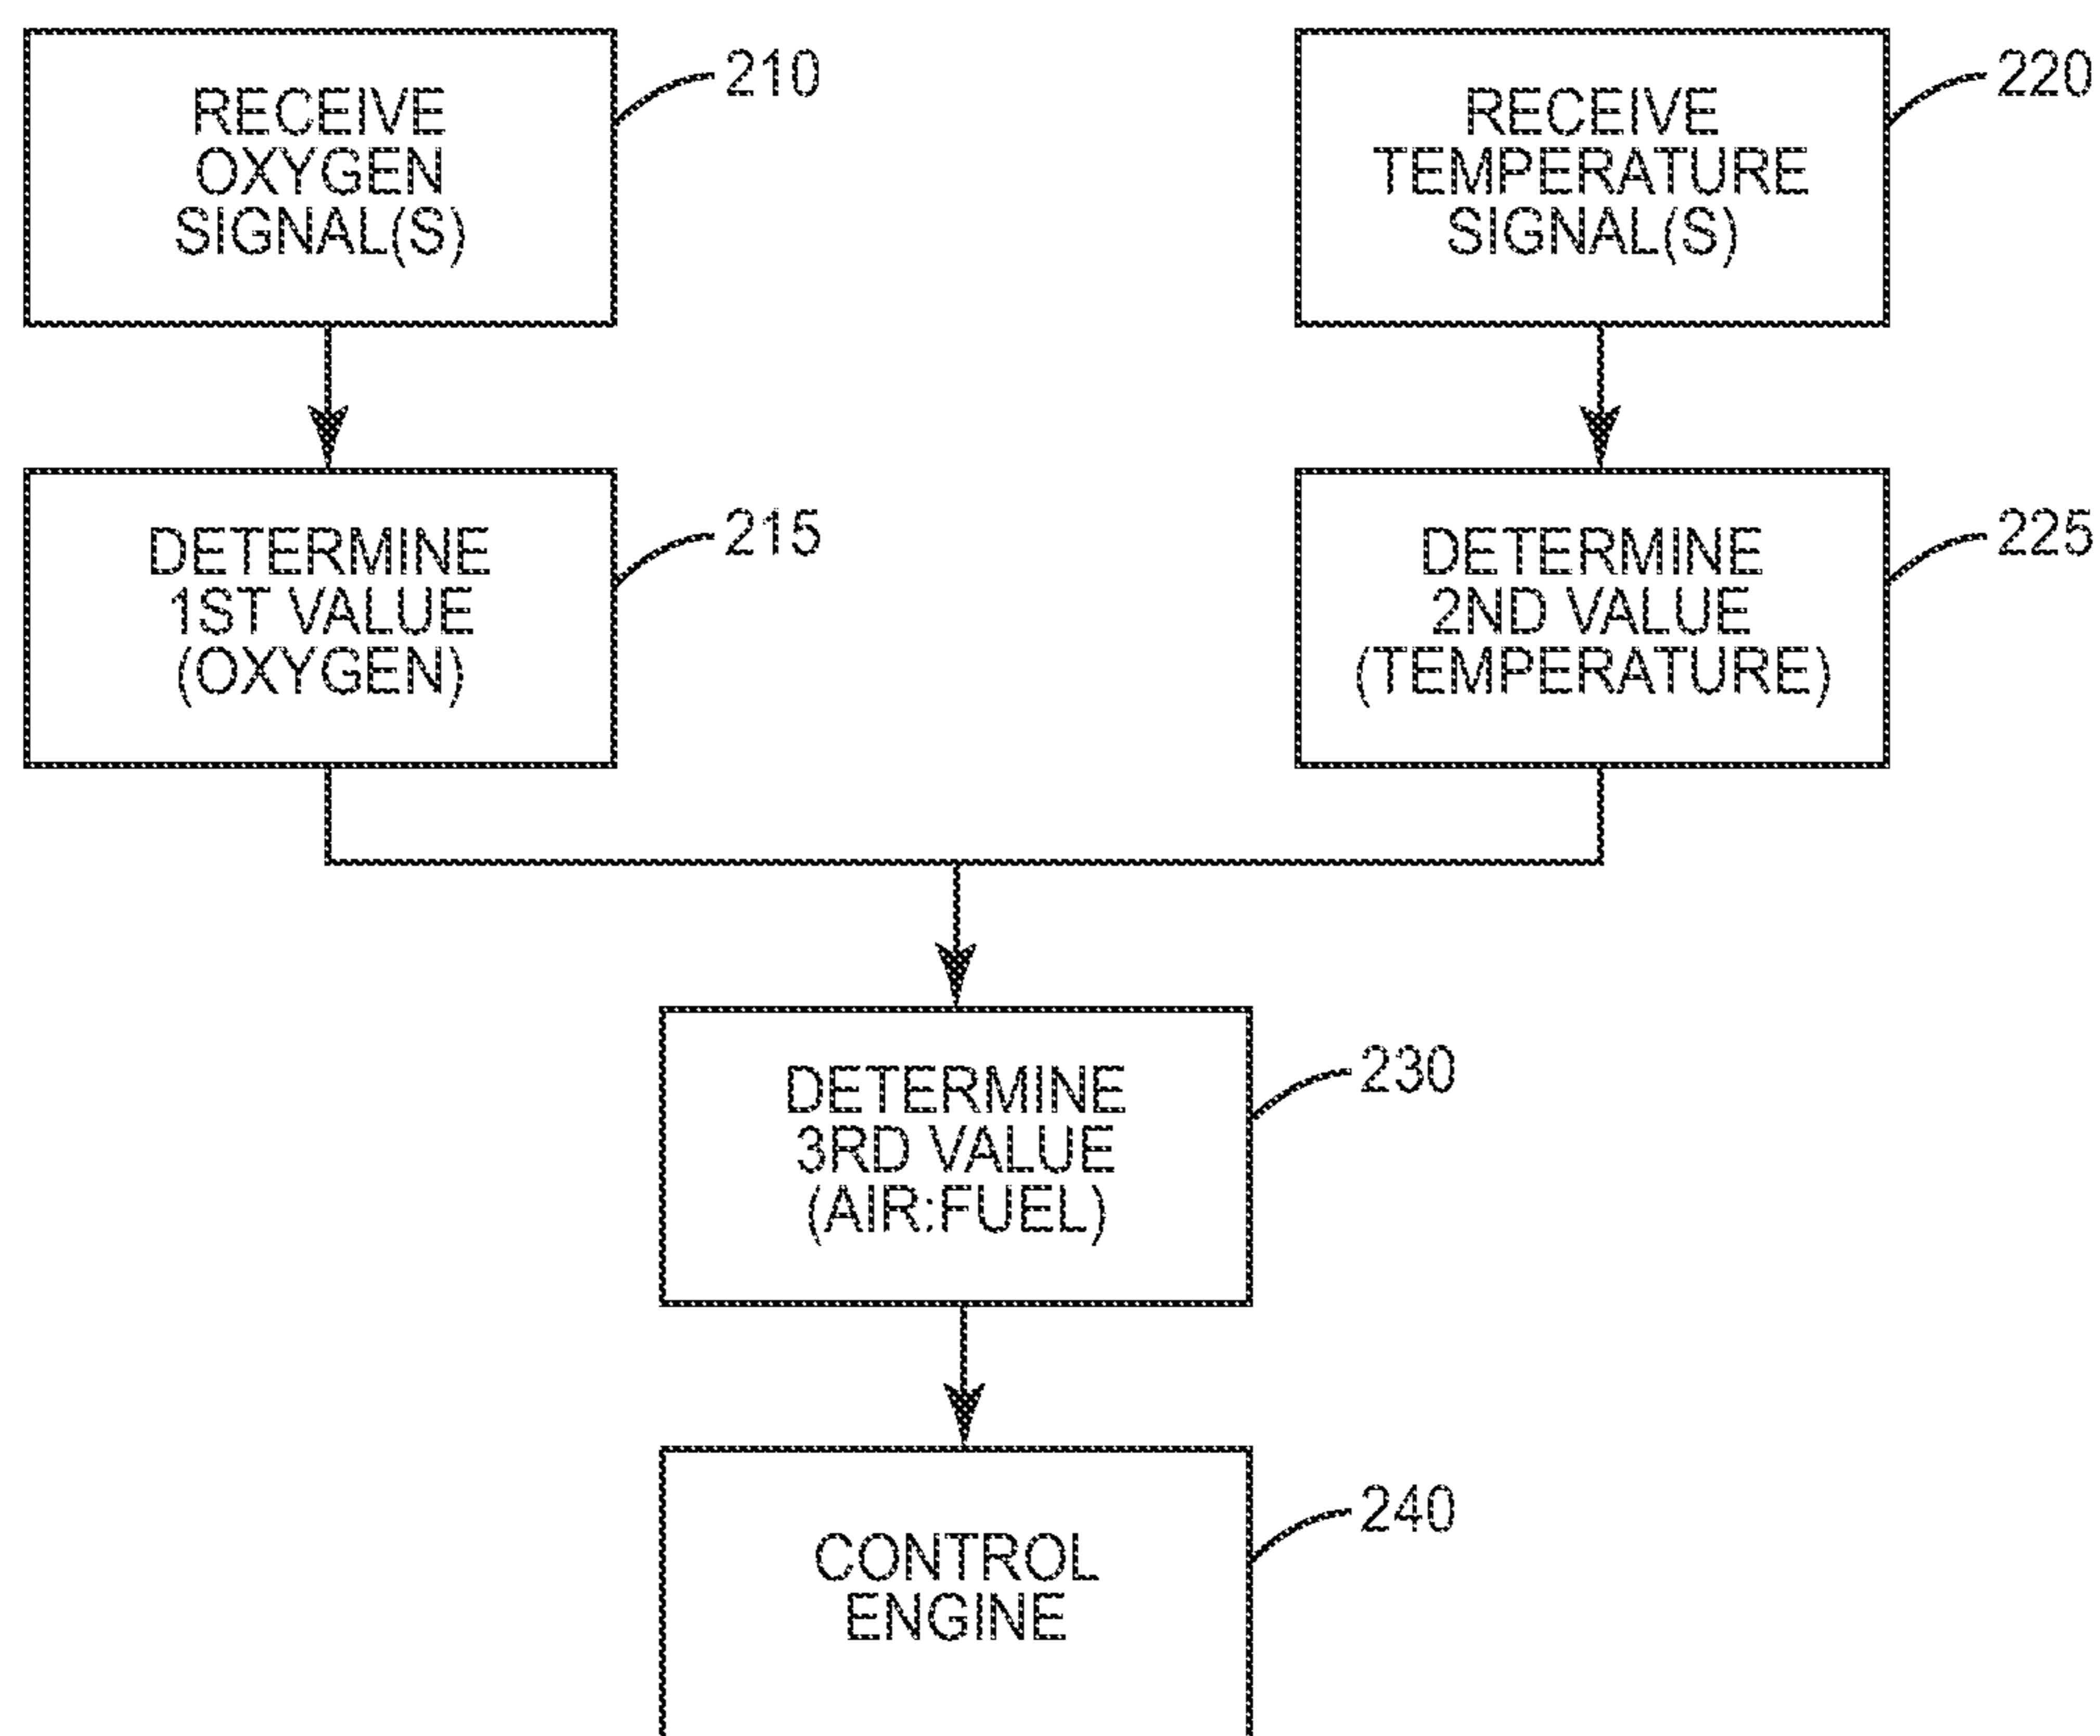 RECEIVE
OXYGEN
SIGNAL(S)
210
RECEIVE
TEMPERATURE
SIGNAL(S)
220
DETERMINE
1ST VALUE
(OXYGEN)
215
DETERMINE
2ND VALUE
(TEMPERATURE)
225
DETERMINE
3RD VALUE
(AIR:FUEL)
230
CONTROL
ENGINE
240